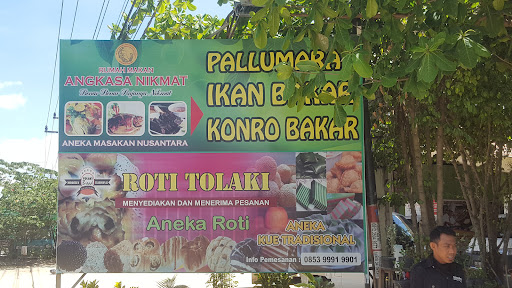 RUMAH MAKAN
ANGKASA NIKMAT
ANEKA MASAKAN NUSANTARA
PALLUMARA
IKAN BAKAR
KONRO BAKAR
ROTI TOLAKI
MENYEDIAKAN DAN MENERIMA PESANAN
Aneka Roti
ANEKA
KUE TRADISIONAL
Info Pemesanan : 0853 9991 9901